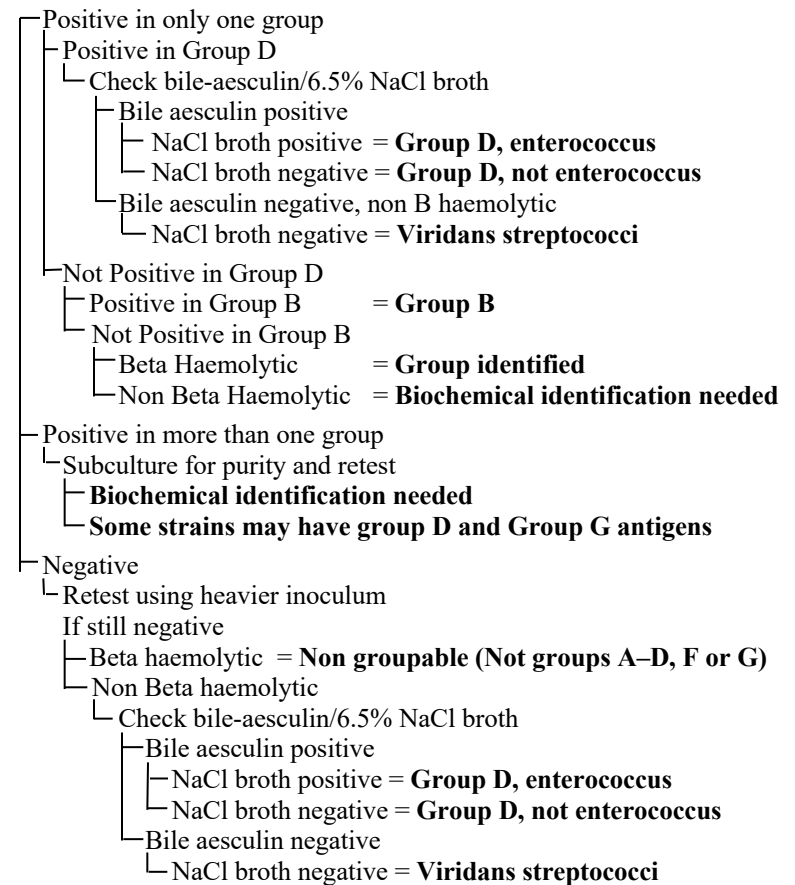 Positive in only one group
Positive in Group D
Check bile-aesculin/6.5% NaCl broth
Bile aesculin positive
NaCl broth positive = Group D, enterococcus
NaCl broth negative = Group D, not enterococcus
Bile aesculin negative, non B haemolytic
NaCl broth negative = Viridans streptococci
Not Positive in Group D
Positive in Group B = Group B
Not Positive in Group B
Beta Haemolytic = Group identified
Non Beta Haemolytic = Biochemical identification needed
Positive in more than one group
Subculture for purity and retest
Biochemical identification needed
Some strains may have group D and Group G antigens
Negative
Retest using heavier inoculum
If still negative
Beta haemolytic = Non groupable (Not groups A–D, F or G)
Non Beta haemolytic
Check bile-aesculin/6.5% NaCl broth
Bile aesculin positive
NaCl broth positive = Group D, enterococcus
NaCl broth negative = Group D, not enterococcus
Bile aesculin negative
NaCl broth negative = Viridans streptococci